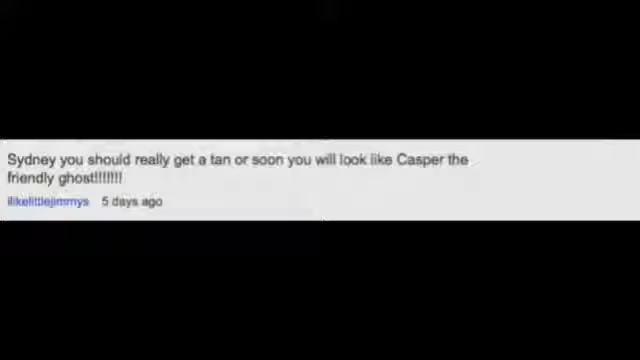 Sydney you should really get a tan or soon you will look like Casper the
friendly ghost!!!!!!!
ilikelittlejimmys 5 days ago